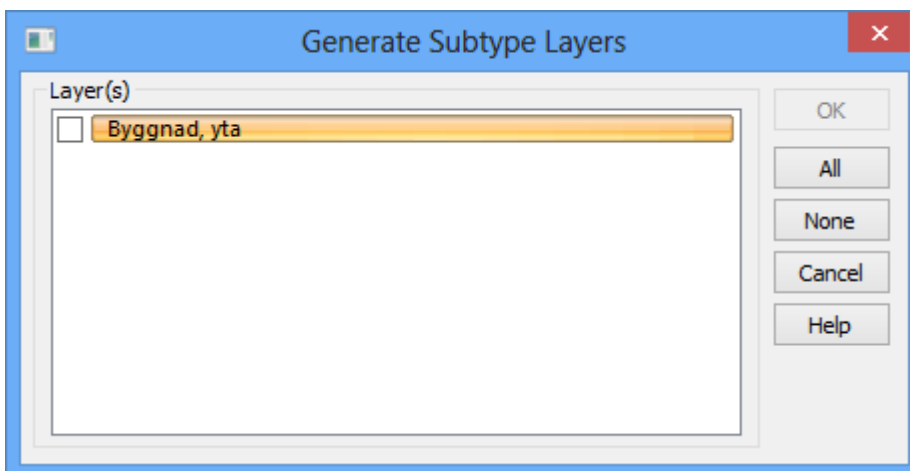 Generate Subtype Layers
Layer(s)
Byggnad, yta
OK
All
None
Cancel
Help